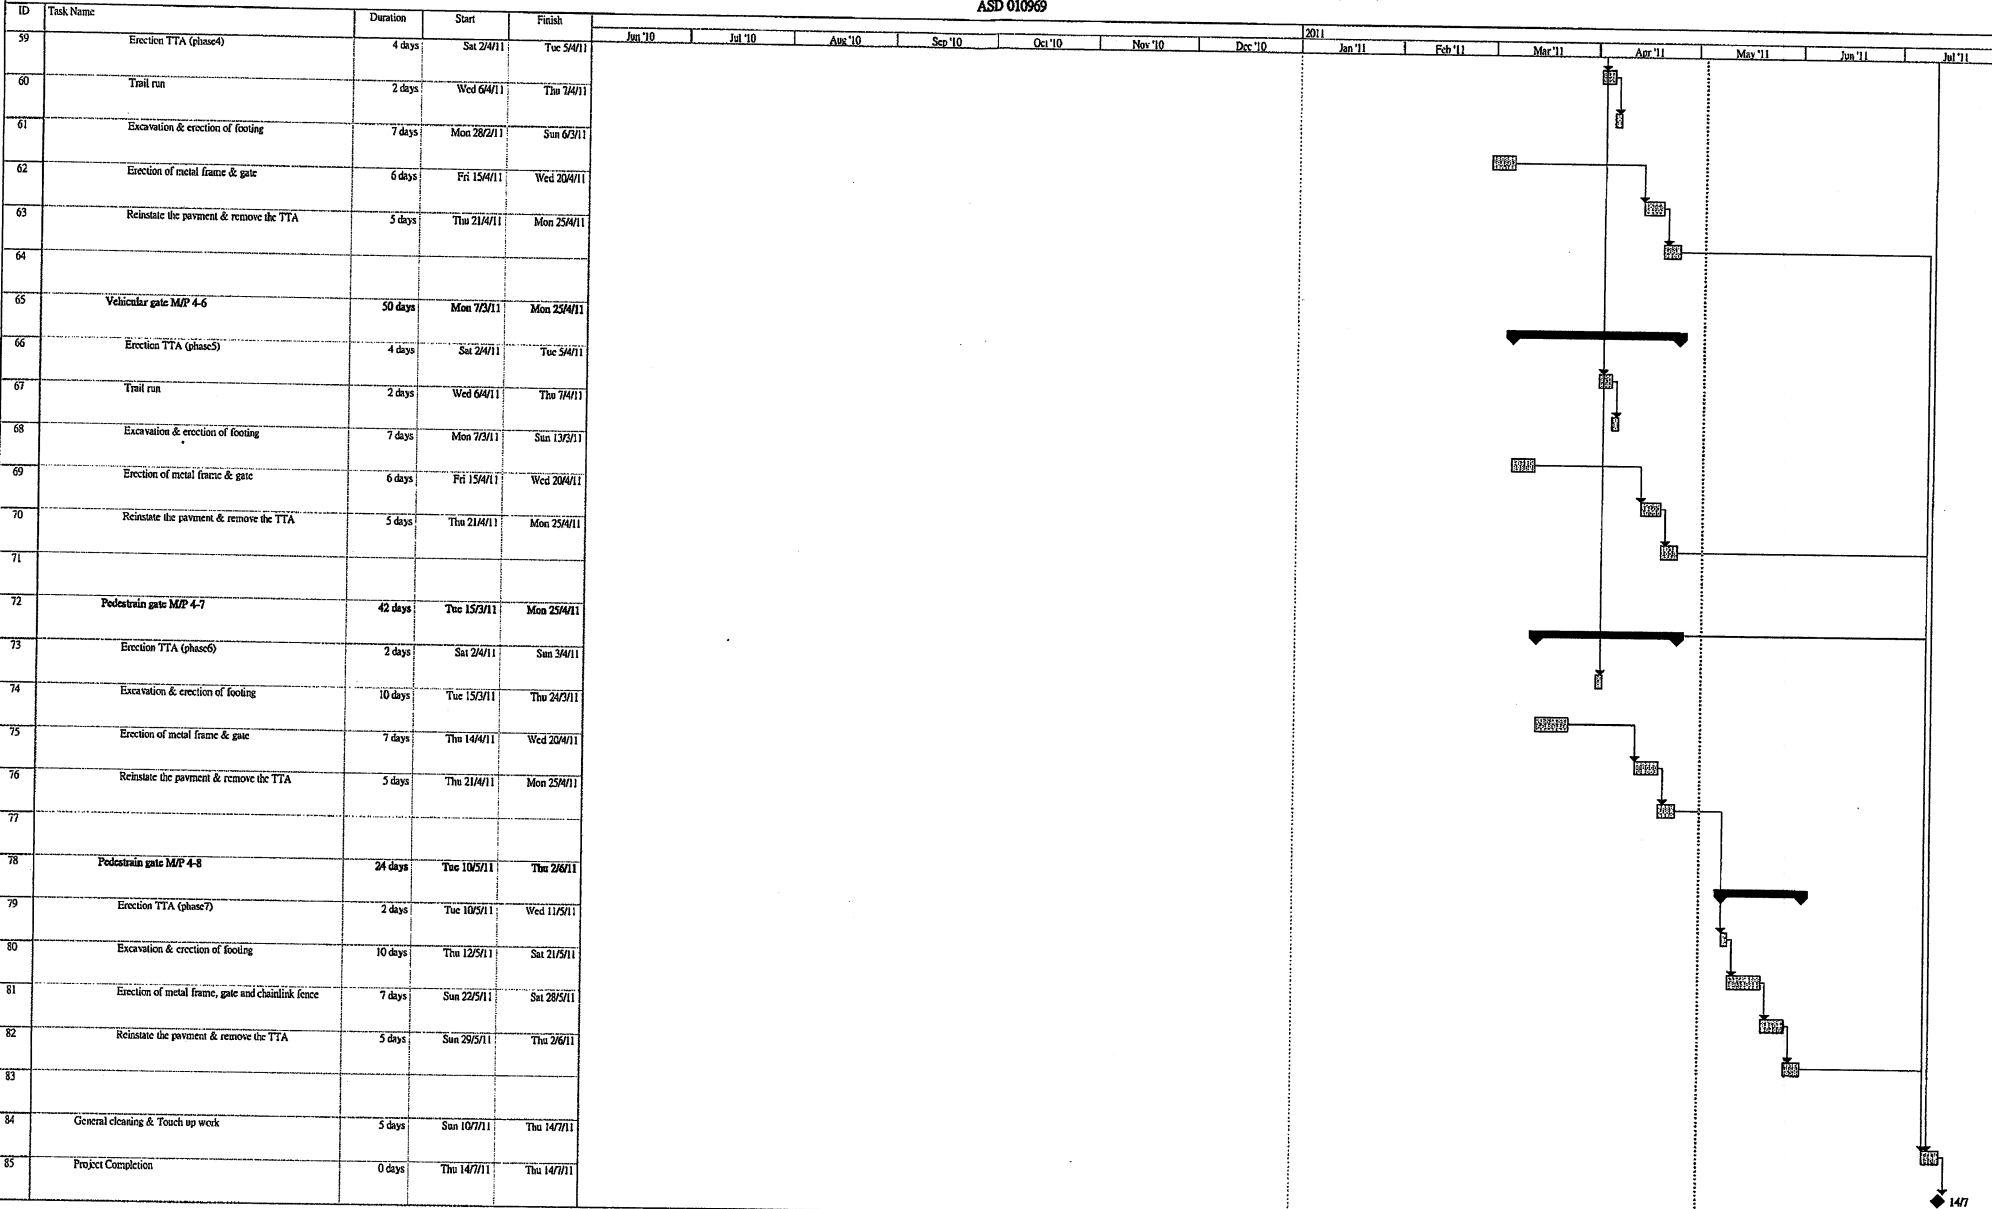 ASD 010969
ID Task Name Duration Start Finish
2011
Jun '10 Jul '10 Aug '10 Sep '10 Oct '10 Nov '10 Dec '10 Jan '11 Feb '11 Mar '11 Apr '11 May '11 Jun '11 Jul '11
59 Erection TTA (phase4) 4 days Sat 2/4/11 Tue 5/4/11
60 Trail run 2 days Wed 6/4/11 Thu 7/4/11
61 Excavation & erection of footing 7 days Mon 28/2/11 Sun 6/3/11
62 Erection of metal frame & gate 6 days Fri 15/4/11 Wed 20/4/11
63 Reinstate the pavment & remove the TTA 5 days Thu 21/4/11 Mon 25/4/11
64
65 Vehicular gate M/P 4-6 50 days Mon 7/3/11 Mon 25/4/11
66 Erection TTA (phase5) 4 days Sat 2/4/11 Tue 5/4/11
67 Trail run 2 days Wed 6/4/11 Thu 7/4/11
68 Excavation & erection of footing 7 days Mon 7/3/11 Sun 13/3/11
69 Erection of metal frame & gate 6 days Fri 15/4/11 Wed 20/4/11
70 Reinstate the pavment & remove the TTA 5 days Thu 21/4/11 Mon 25/4/11
71
72 Pedestrain gate M/P 4-7 42 days Tue 15/3/11 Mon 25/4/11
73 Erection TTA (phase6) 2 days Sat 2/4/11 Sun 3/4/11
74 Excavation & erection of footing 10 days Tue 15/3/11 Thu 24/3/11
75 Erection of metal frame & gate 7 days Thu 14/4/11 Wed 20/4/11
76 Reinstate the pavment & remove the TTA 5 days Thu 21/4/11 Mon 25/4/11
77
78 Pedestrain gate M/P 4-8 24 days Tue 10/5/11 Thu 2/6/11
79 Erection TTA (phase7) 2 days Tue 10/5/11 Wed 11/5/11
80 Excavation & erection of footing 10 days Thu 12/5/11 Sat 21/5/11
81 Erection of metal frame, gate and chainlink fence 7 days Sun 22/5/11 Sat 28/5/11
82 Reinstate the pavment & remove the TTA 5 days Sun 29/5/11 Thu 2/6/11
83
84 General cleaning & Touch up work 5 days Sun 10/7/11 Thu 14/7/11
85 Project Completion 0 days Thu 14/7/11 Thu 14/7/11
14/7